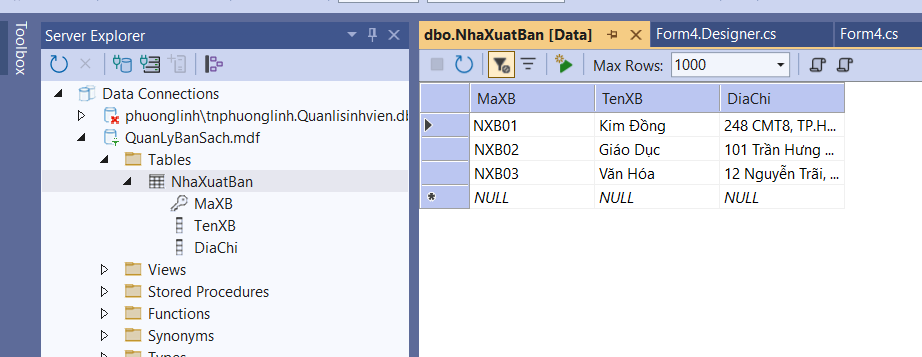 Toolbox
Server Explorer
Data Connections
phuonglinh\tnphuonglinh.Quanlisinhvien.db
QuanLyBanSach.mdf
Tables
NhaXuatBan
MaXB
TenXB
DiaChi
Views
Stored Procedures
Functions
Synonyms
Types
dbo.NhaXuatBan [Data]
Form4.Designer.cs
Form4.cs
Max Rows: 1000
MaXB TenXB DiaChi
NXB01 Kim Đồng 248 CMT8, TP.H...
NXB02 Giáo Dục 101 Trần Hưng ...
NXB03 Văn Hóa 12 Nguyễn Trãi, ...
NULL NULL NULL